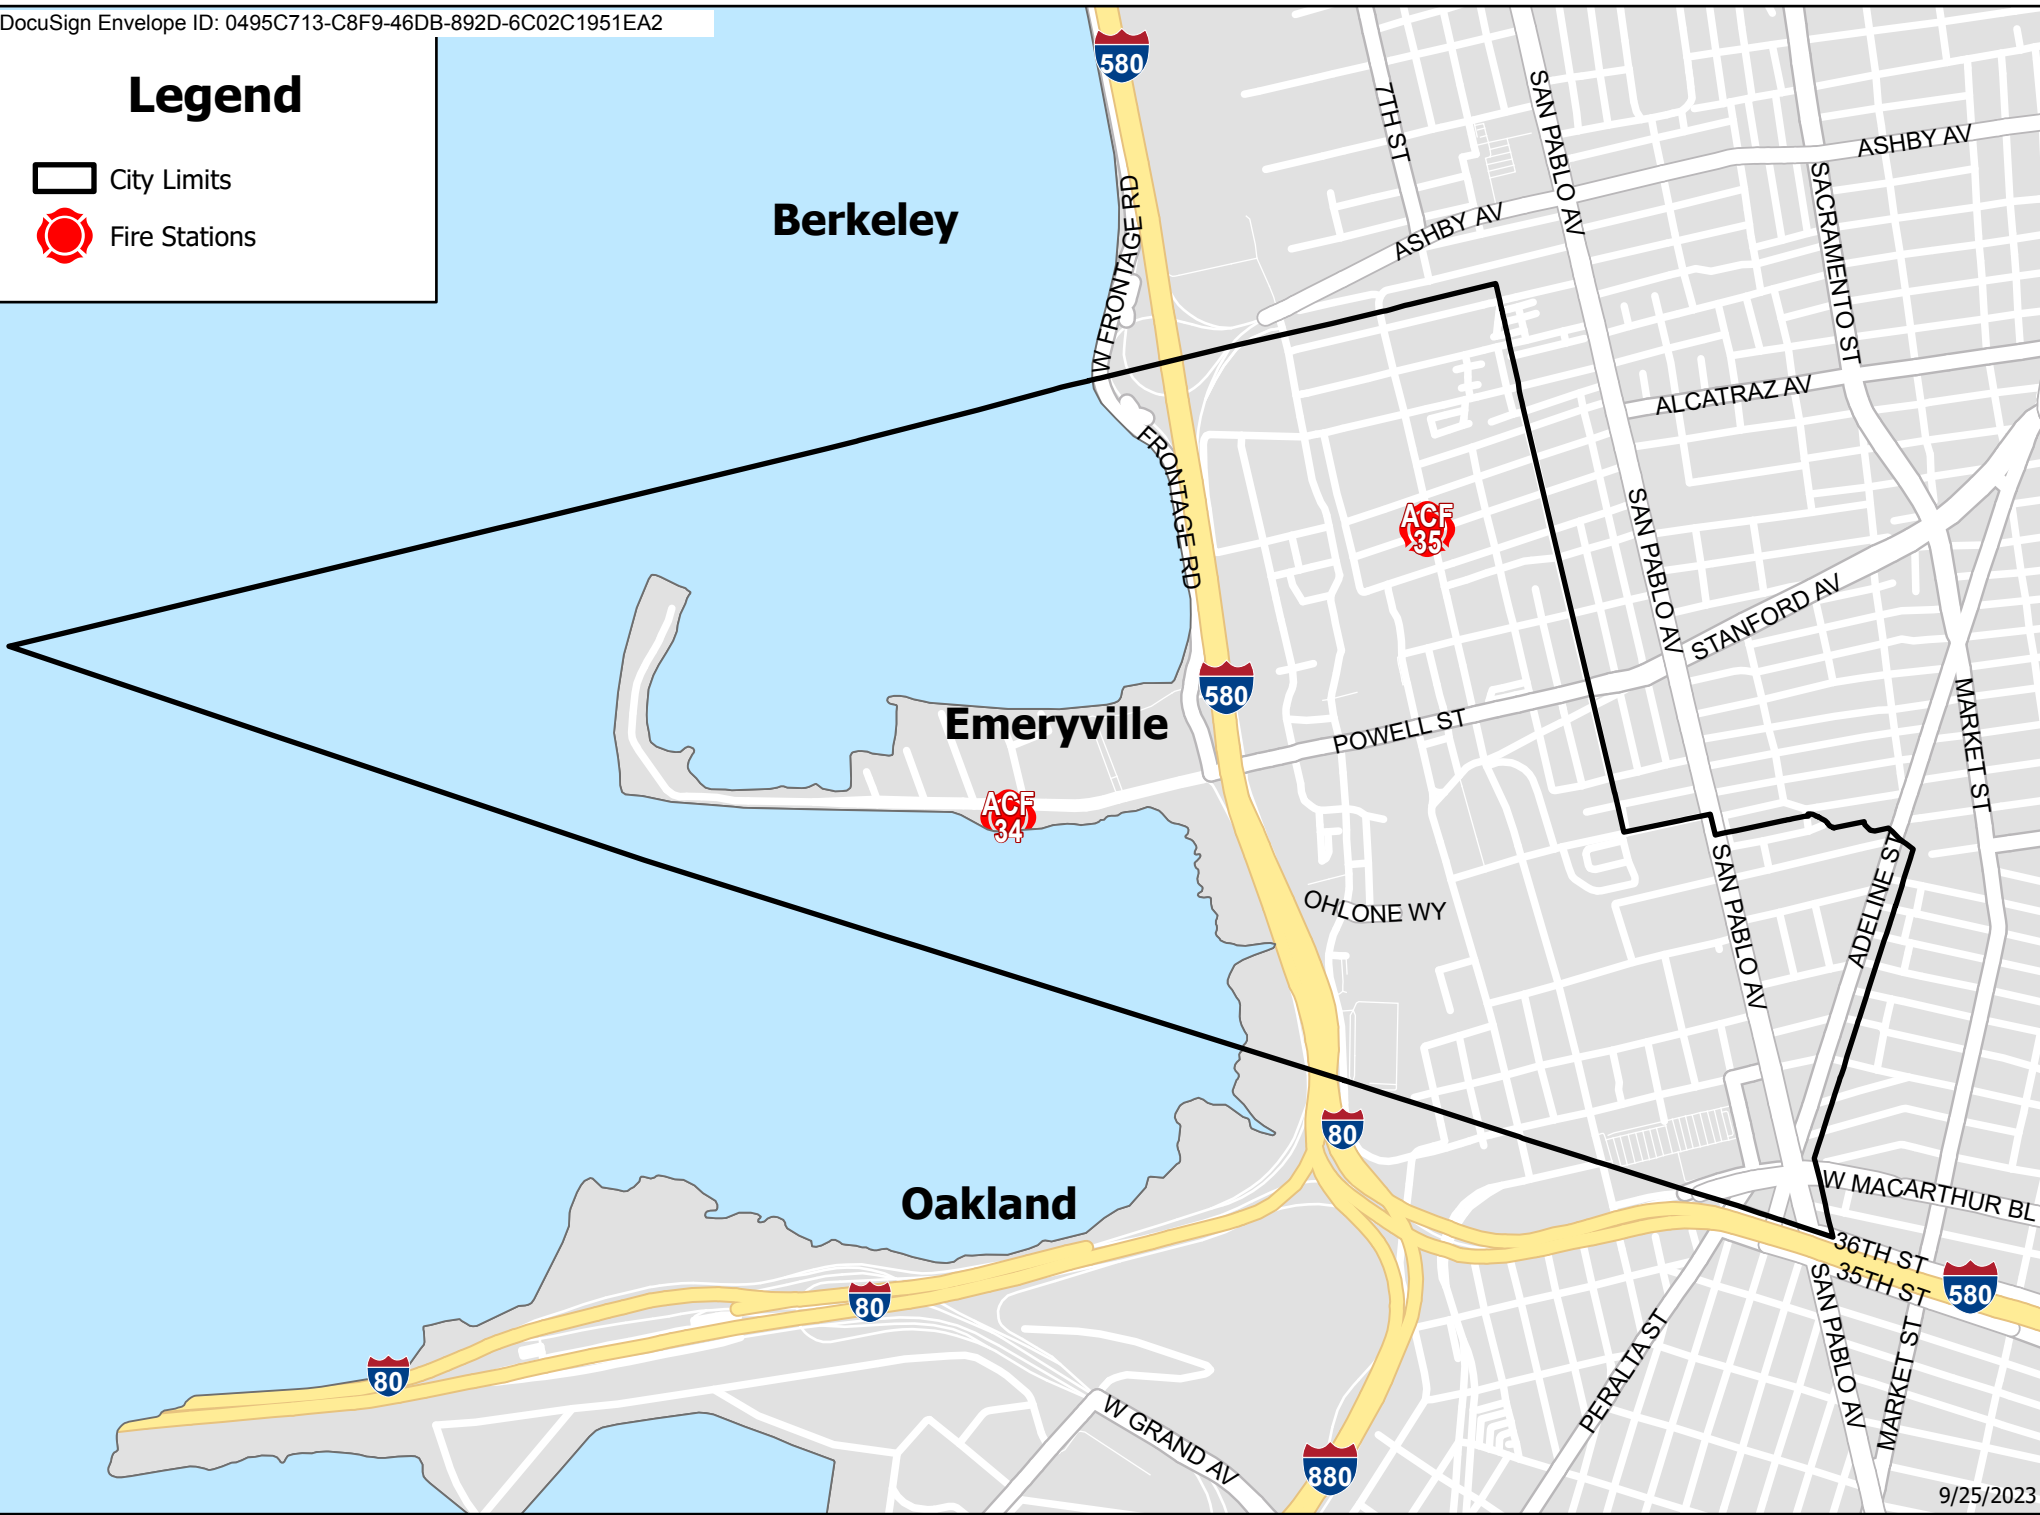 DocuSign Envelope ID: 0495C713-C8F9-46DB-892D-6C02C1951EA2
Legend
City Limits
Fire Stations
580
7TH ST
SAN PABLO AV
ASHBY AV
SACRAMENTO ST
W FRONTAGE RD
Berkeley
ASHBY AV
ALCATRAZ AV
FRONTAGE RD
ACF
35
SAN PABLO AV
STANFORD AV
580
Emeryville
POWELL ST
MARKET ST
ACF
34
OHLONE WY
SAN PABLO AV
ADELINE ST
80
Oakland
W MACARTHUR BL
36TH ST
35TH ST
580
80
80
PERALTA ST
SAN PABLO AV
MARKET ST
W GRAND AV
880
9/25/2023